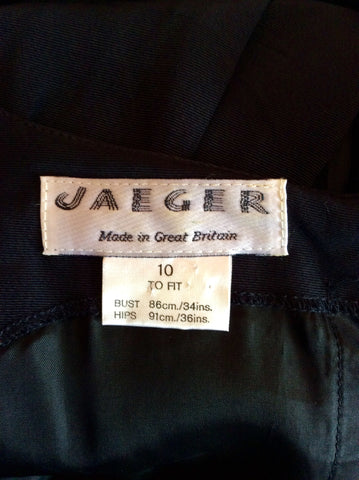 JAEGER
Made in Great Britain
10
TO FIT
BUST 86cm./34ins.
HIPS 91cm./36ins.